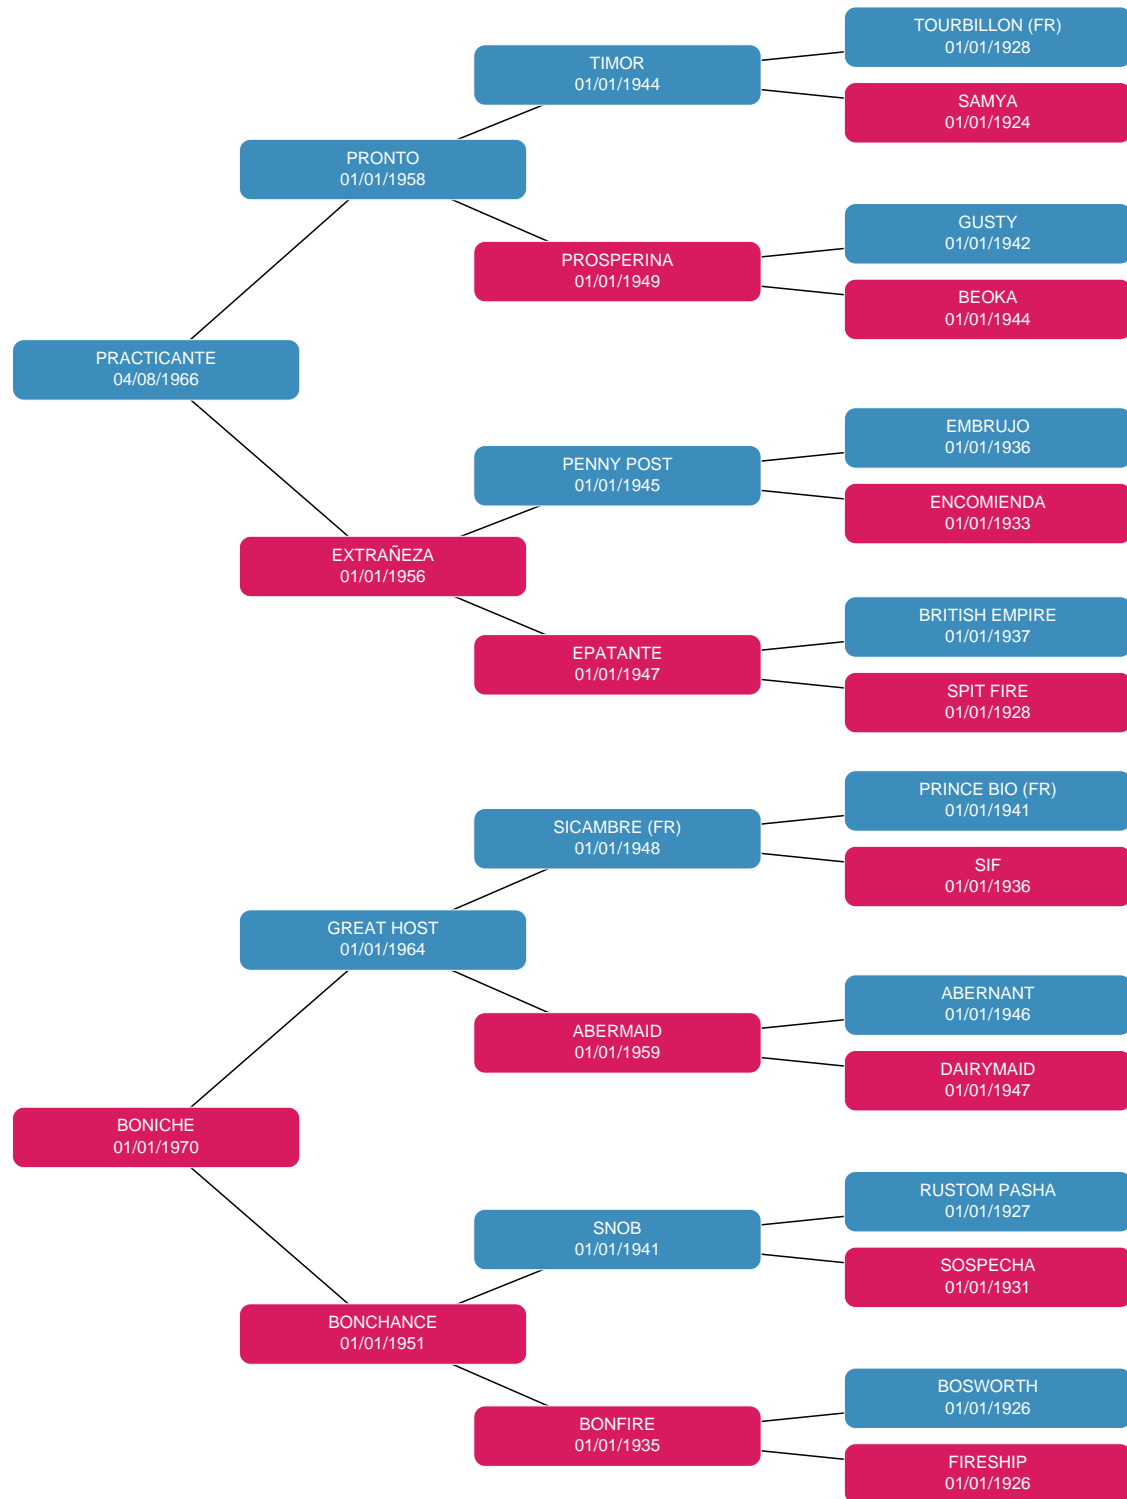 TOURBILLON (FR)
01/01/1928
TIMOR
01/01/1944
SAMYA
01/01/1924
PRONTO
01/01/1958
GUSTY
01/01/1942
PROSPERINA
01/01/1949
BEOKA
01/01/1944
PRACTICANTE
04/08/1966
EMBRUJO
01/01/1936
PENNY POST
01/01/1945
ENCOMIENDA
01/01/1933
EXTRAÑEZA
01/01/1956
BRITISH EMPIRE
01/01/1937
EPATANTE
01/01/1947
SPIT FIRE
01/01/1928
PRINCE BIO (FR)
01/01/1941
SICAMBRE (FR)
01/01/1948
SIF
01/01/1936
GREAT HOST
01/01/1964
ABERNANT
01/01/1946
ABERMAID
01/01/1959
DAIRYMAID
01/01/1947
BONICHE
01/01/1970
RUSTOM PASHA
01/01/1927
SNOB
01/01/1941
SOSPECHA
01/01/1931
BONCHANCE
01/01/1951
BOSWORTH
01/01/1926
BONFIRE
01/01/1935
FIRESHIP
01/01/1926